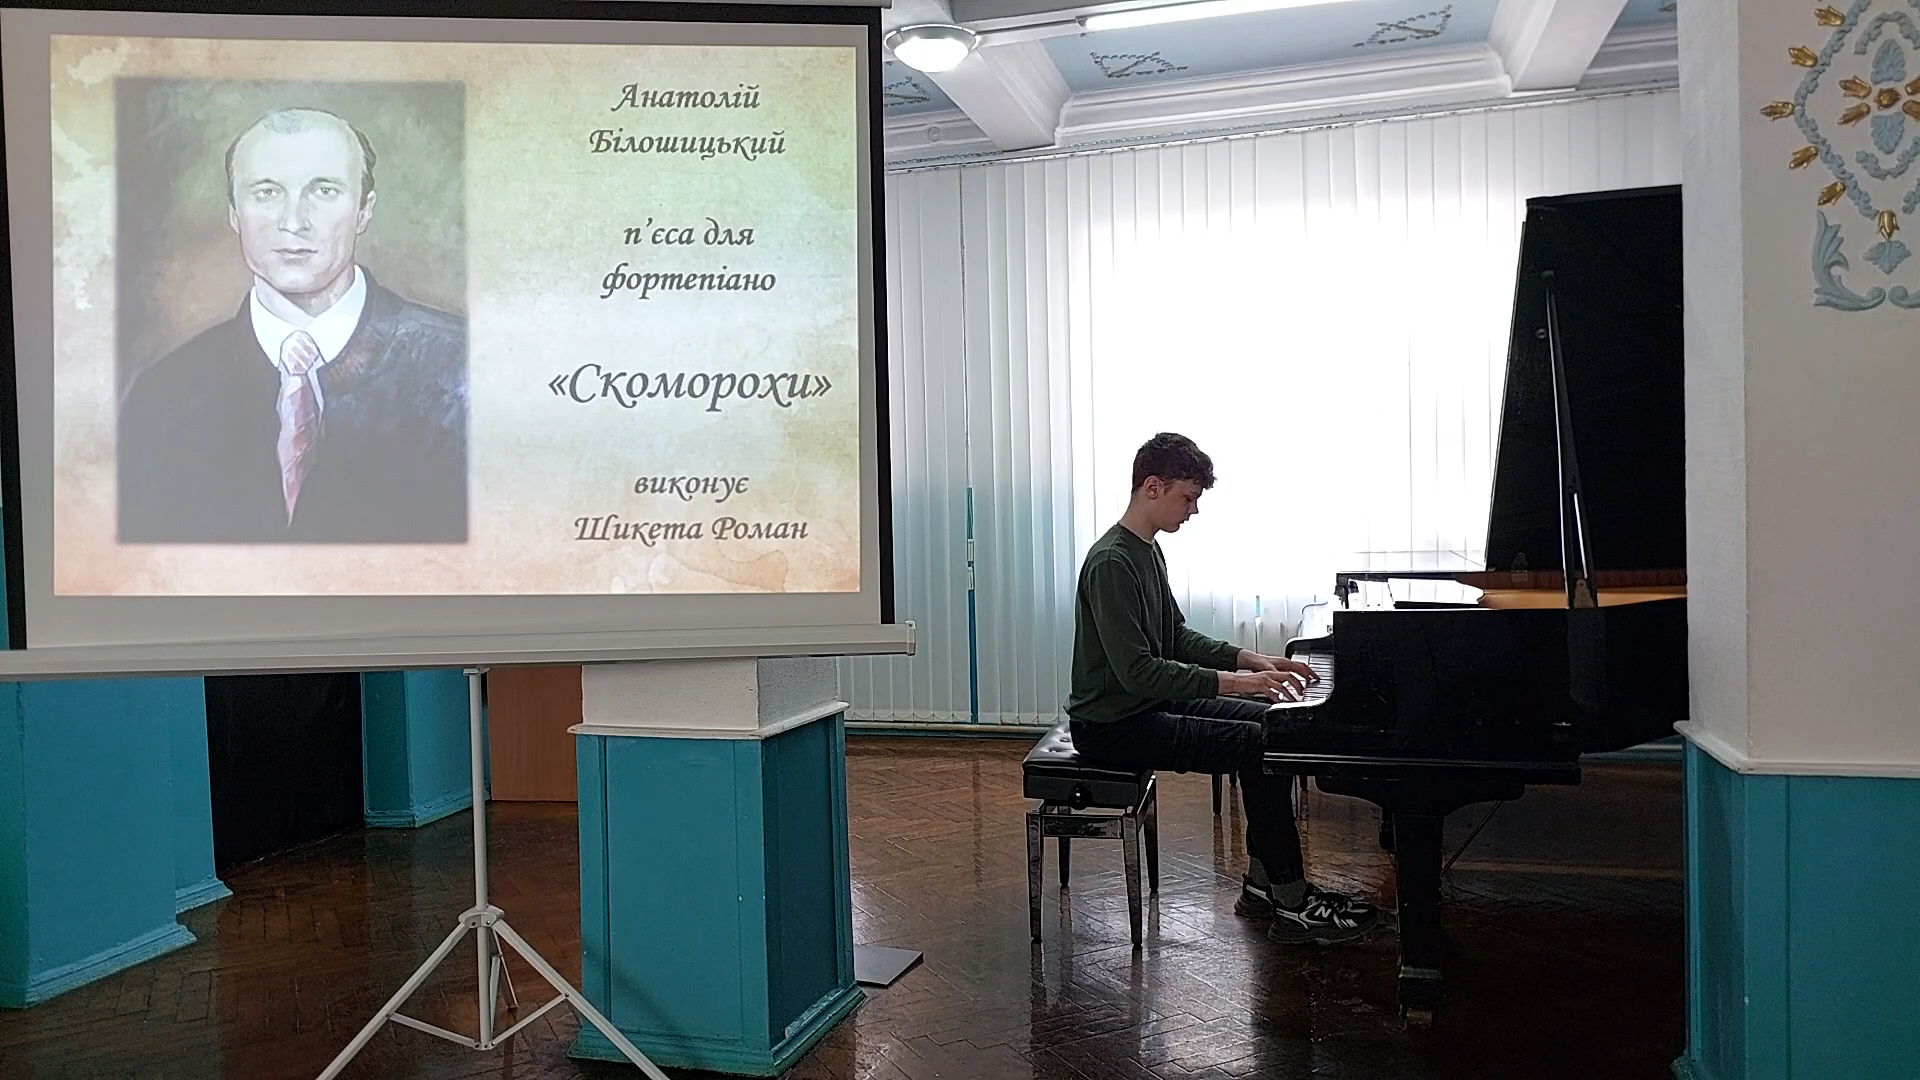 Анатолій
Білошицький
п’єса для
фортепіано
«Скоморохи»
виконує
Шикета Роман
N